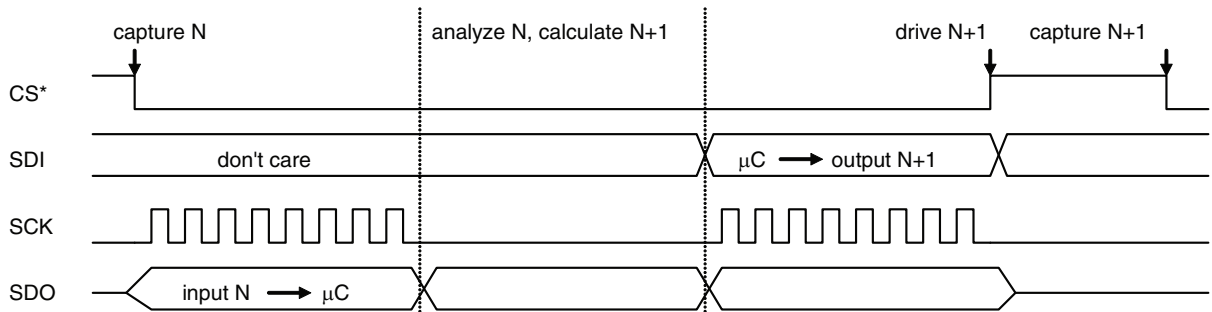 capture N analyze N, calculate N+1 drive N+1 capture N+1
CS*
SDI don't care μC output N+1
SCK
SDO input N μC